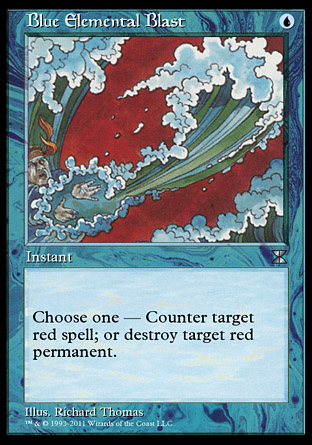 Blue Elemental Blast
Instant
Choose one — Counter target
red spell; or destroy target red
permanent.
Illus. Richard Thomas
™ & © 1993-2011 Wizards of the Coast LLC